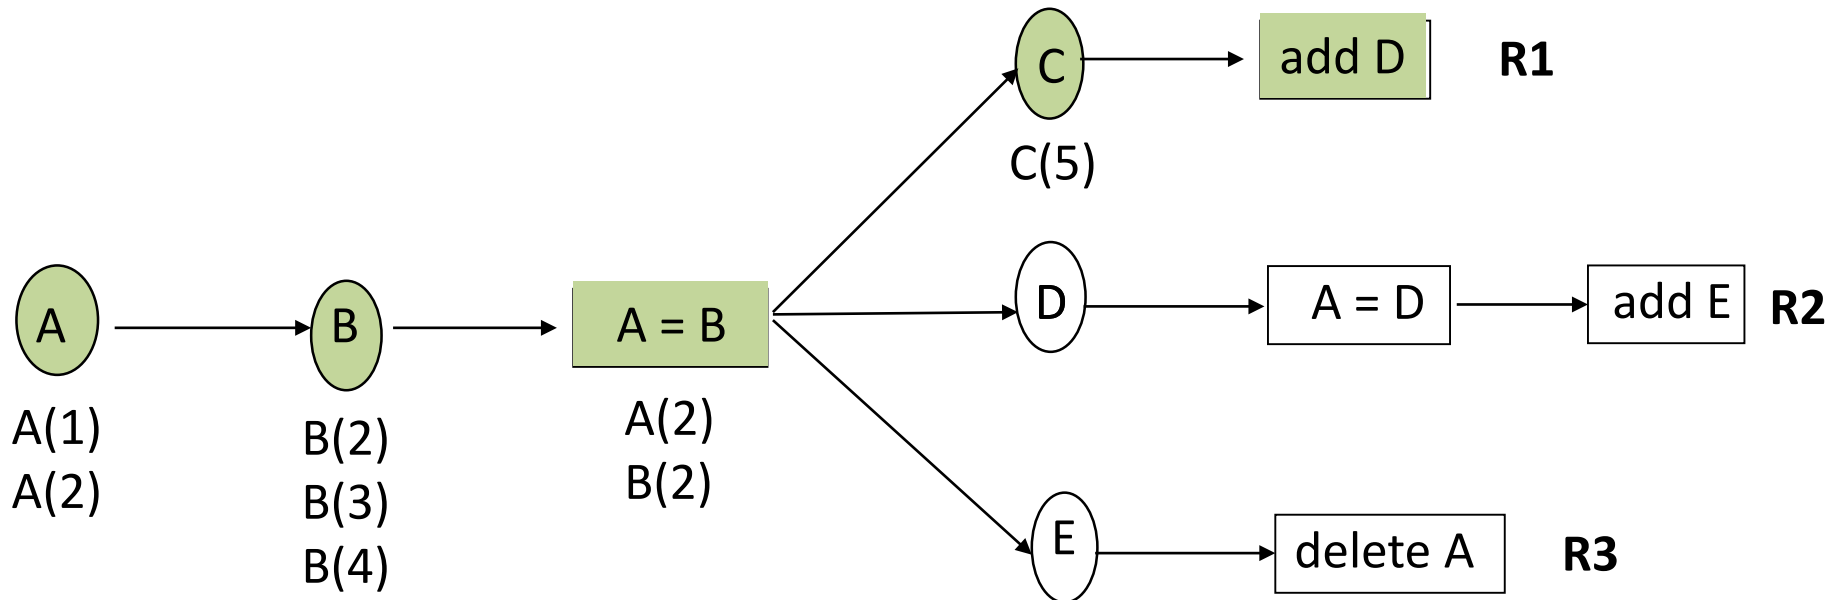 C
add D
R1
C(5)
A
B
A = B
D
A = D
add E
R2
A(1)
A(2)
B(2)
B(3)
B(4)
A(2)
B(2)
E
delete A
R3